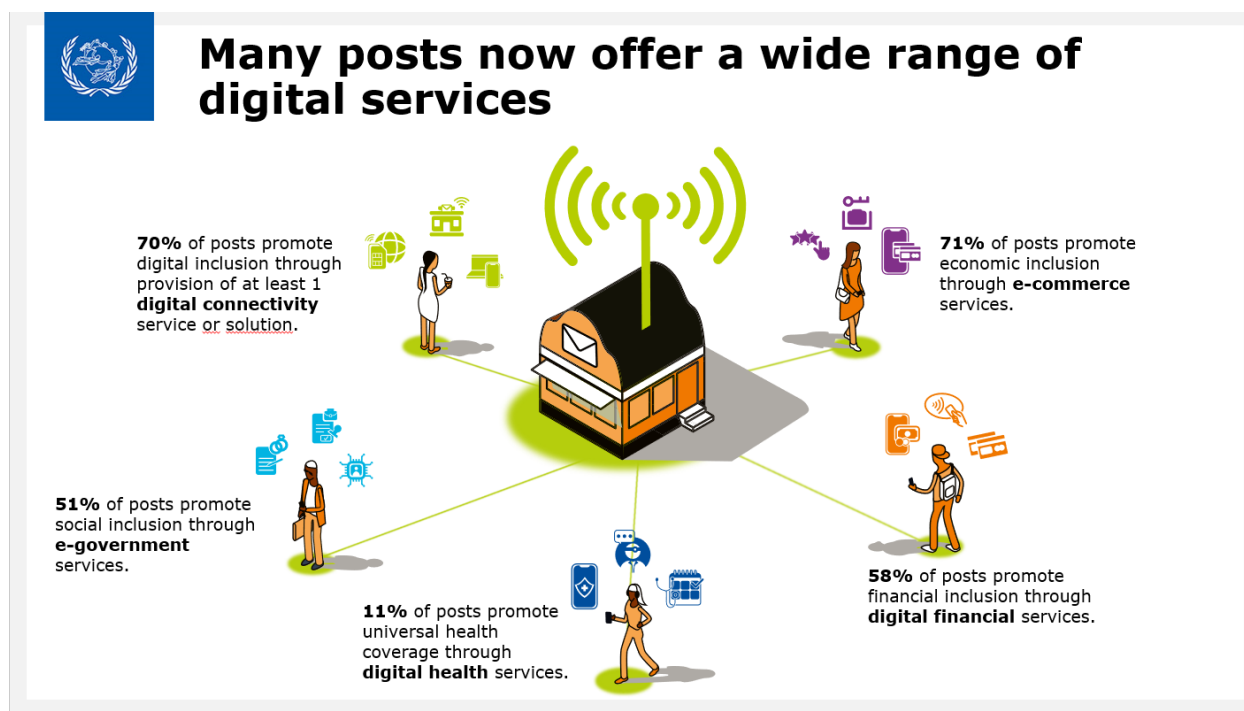 Many posts now offer a wide range of
digital services
70% of posts promote
digital inclusion through
provision of at least 1
digital connectivity
service or solution.
71% of posts promote
economic inclusion
through e-commerce
services.
51% of posts promote
social inclusion through
e-government
services.
58% of posts promote
financial inclusion through
digital financial services.
11% of posts promote
universal health
coverage through
digital health services.